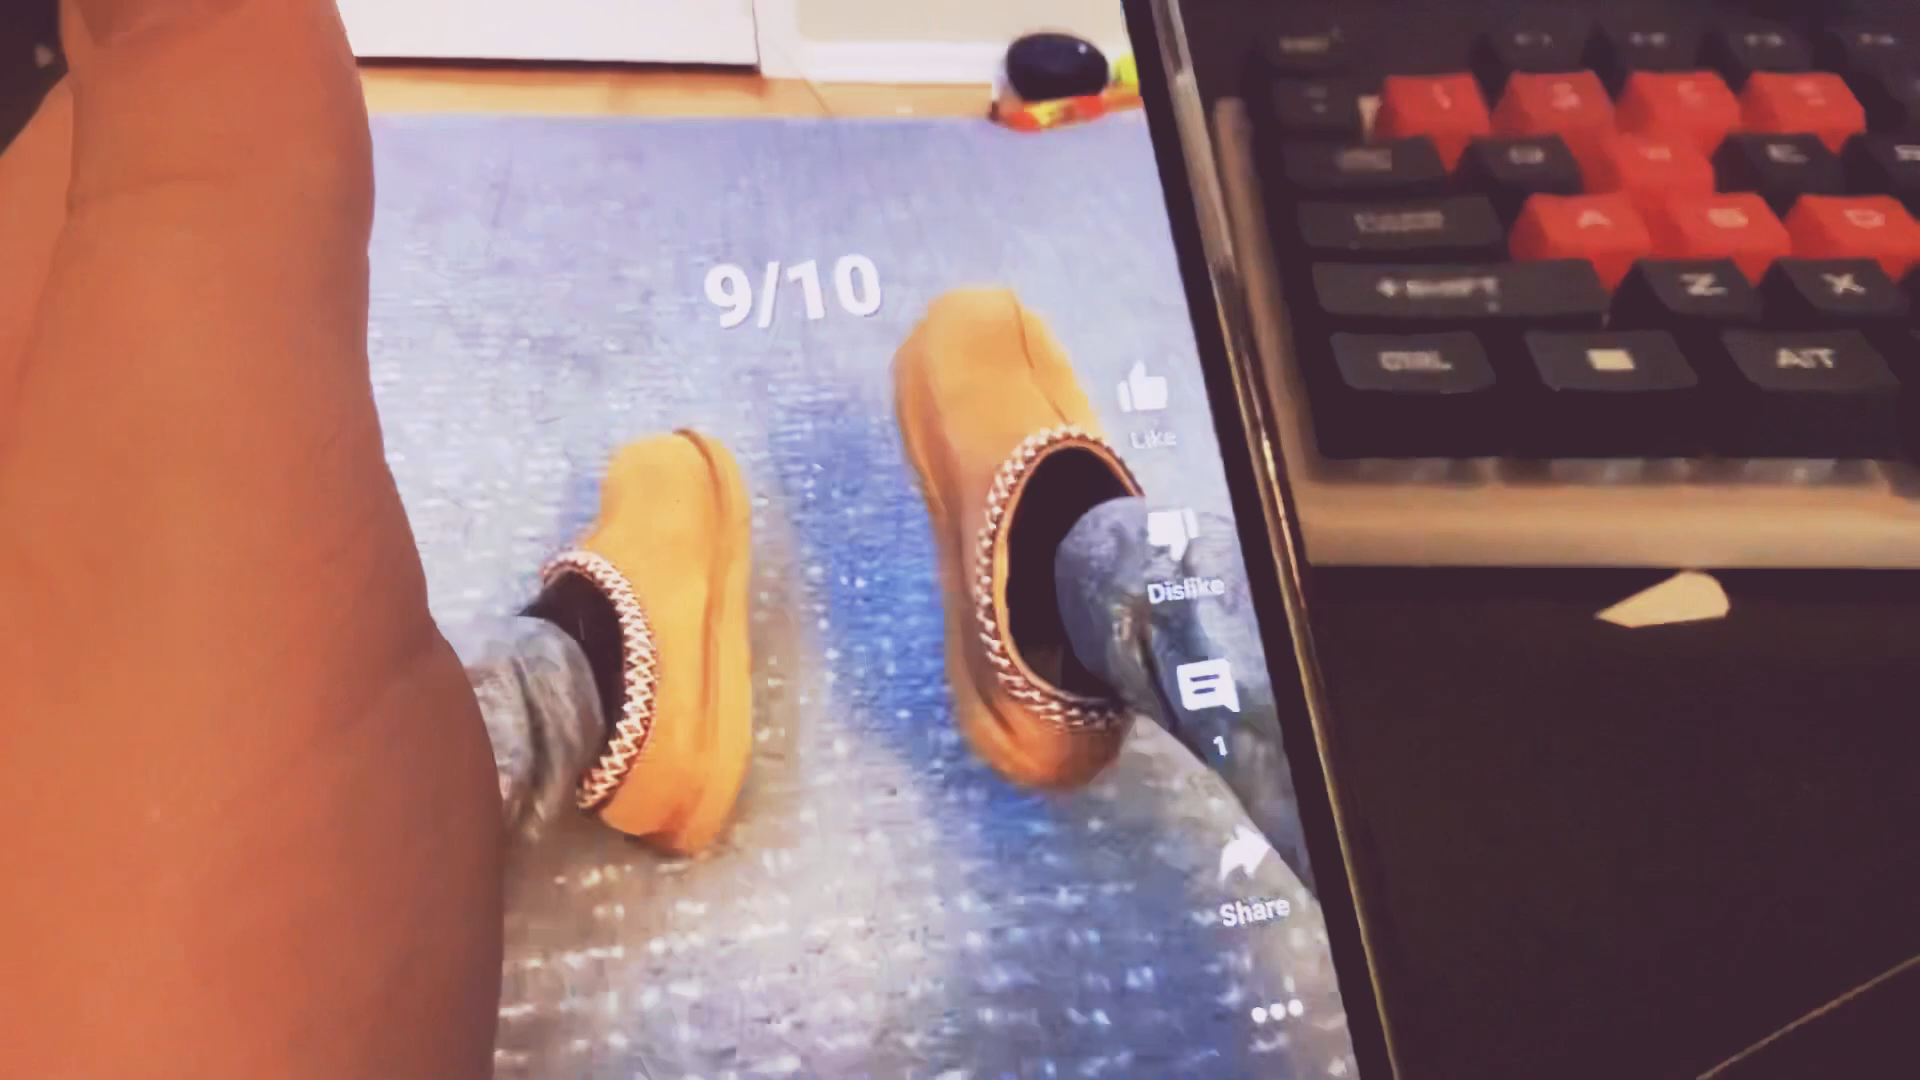 9/10
Like
Dislike
1
Share
A S D
SHIFT
Z X
CTRL
ALT